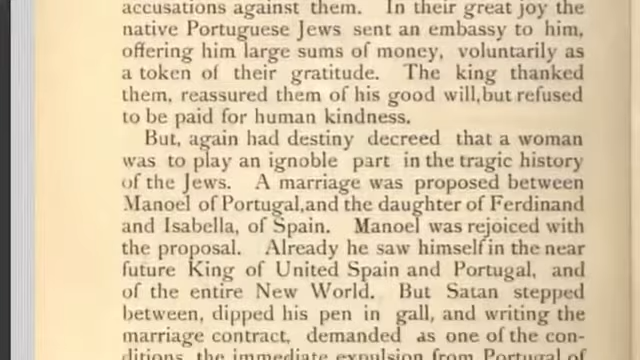 accusations against them. In their great joy the
native Portuguese Jews sent an embassy to him,
offering him large sums of money, voluntarily as
a token of their gratitude. The king thanked
them, reassured them of his good will,but refused
to be paid for human kindness.
But, again had destiny decreed that a woman
was to play an ignoble part in the tragic history
of the Jews. A marriage was proposed between
Manoel of Portugal,and the daughter of Ferdinand
and Isabella, of Spain. Manoel was rejoiced with
the proposal. Already he saw himself in the near
future King of United Spain and Portugal, and
of the entire New World. But Satan stepped
between, dipped his pen in gall, and writing the
marriage contract, demanded as one of the con-
ditions, the immediate expulsion from Portugal of